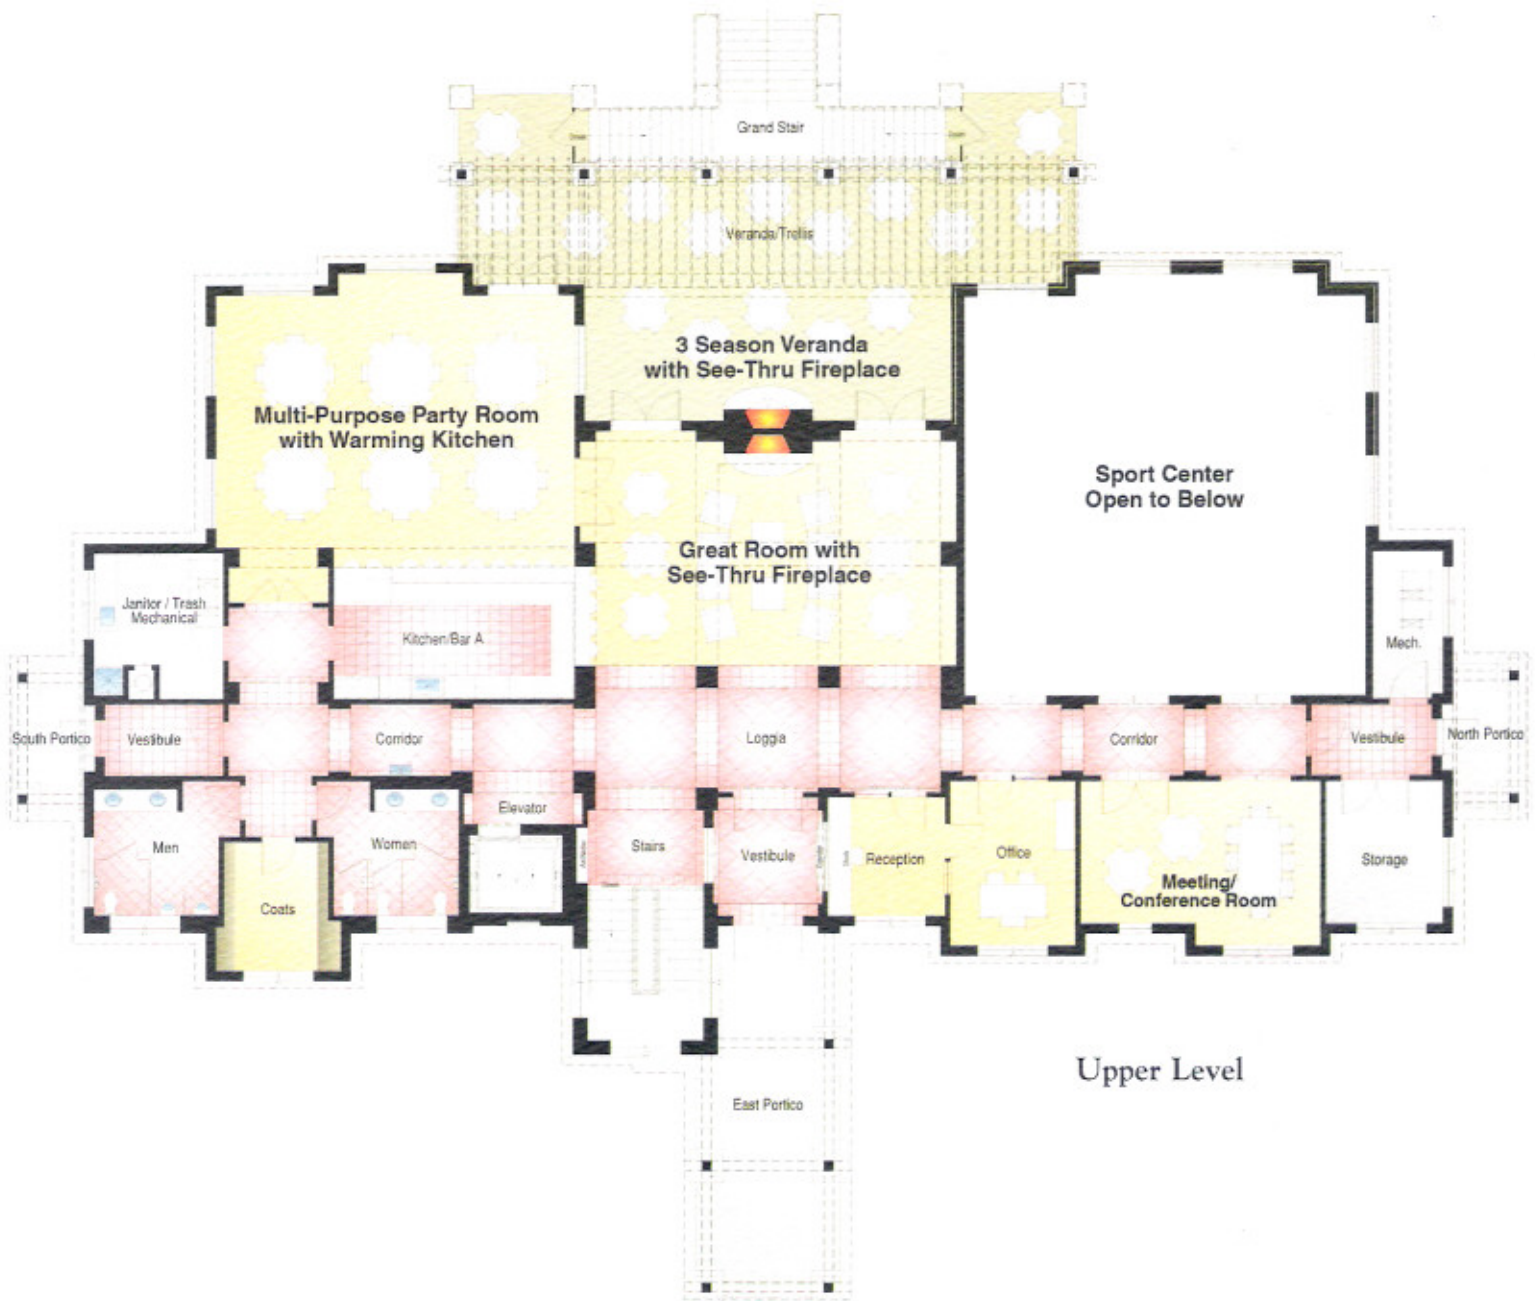 Grand Stair
Down
Down
Veranda/Trellis
3 Season Veranda
with See-Thru Fireplace
Multi-Purpose Party Room
with Warming Kitchen
Sport Center
Open to Below
Great Room with
See-Thru Fireplace
Janitor / Trash
Mechanical
Kitchen/Bar A
Mech.
South Portico
Vestibule
Corridor
Loggia
Corridor
Vestibule
North Portico
Elevator
Men
Women
Stairs
Vestibule
Reception
Office
Storage
Meeting/
Conference Room
Coats
Down
Upper Level
East Portico